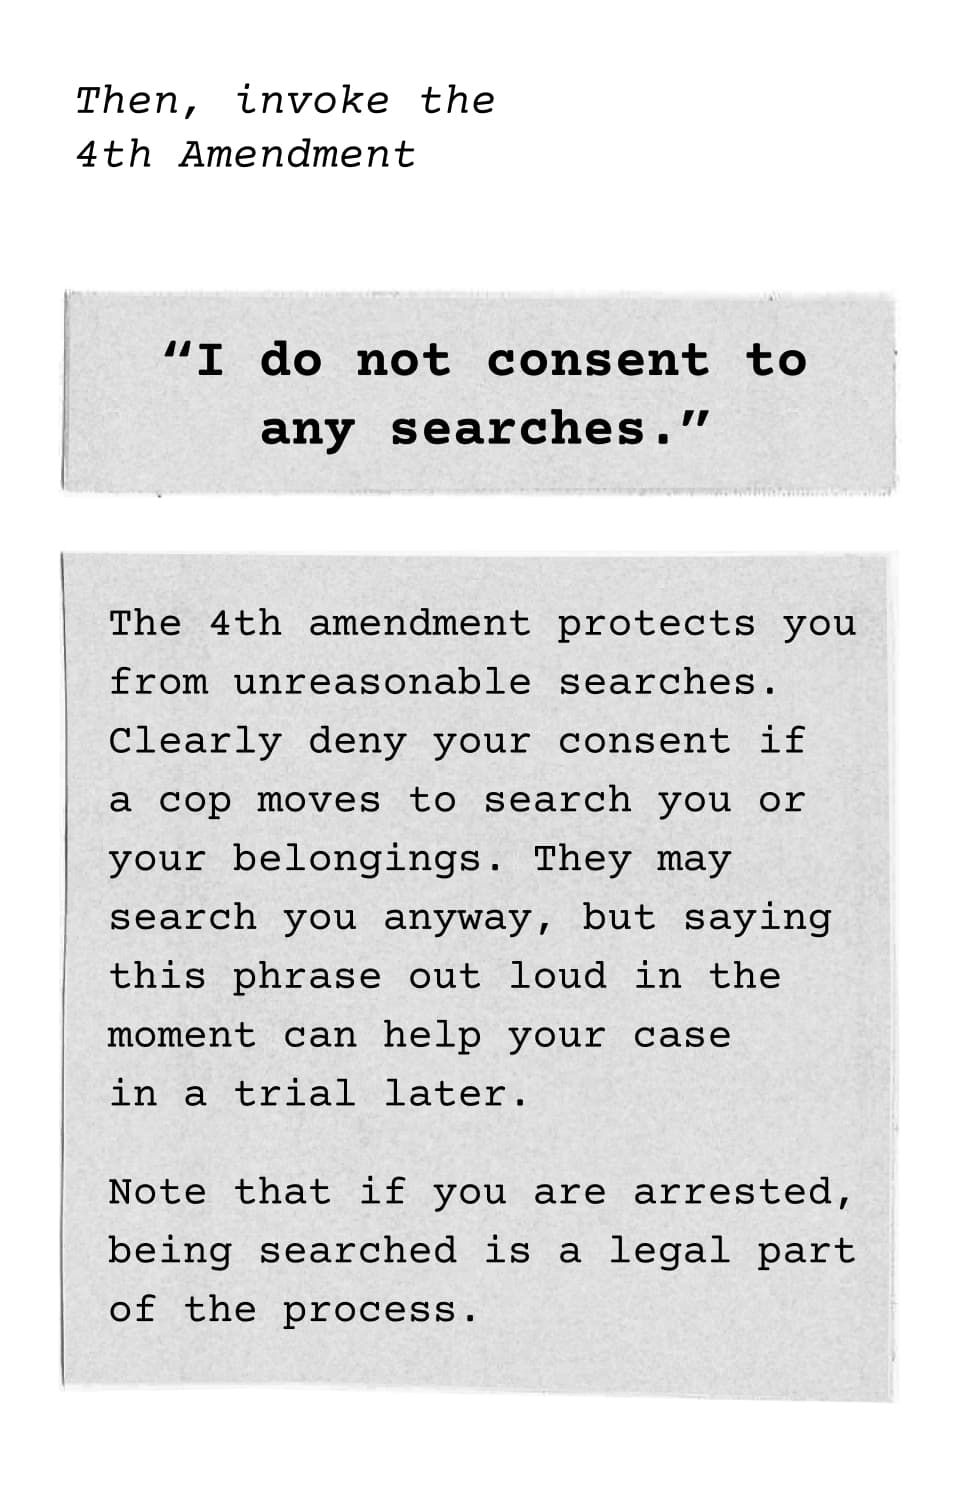 Then, invoke the
4th Amendment
“I do not consent to
any searches.”
The 4th amendment protects you
from unreasonable searches.
Clearly deny your consent if
a cop moves to search you or
your belongings. They may
search you anyway, but saying
this phrase out loud in the
moment can help your case
in a trial later.
Note that if you are arrested,
being searched is a legal part
of the process.